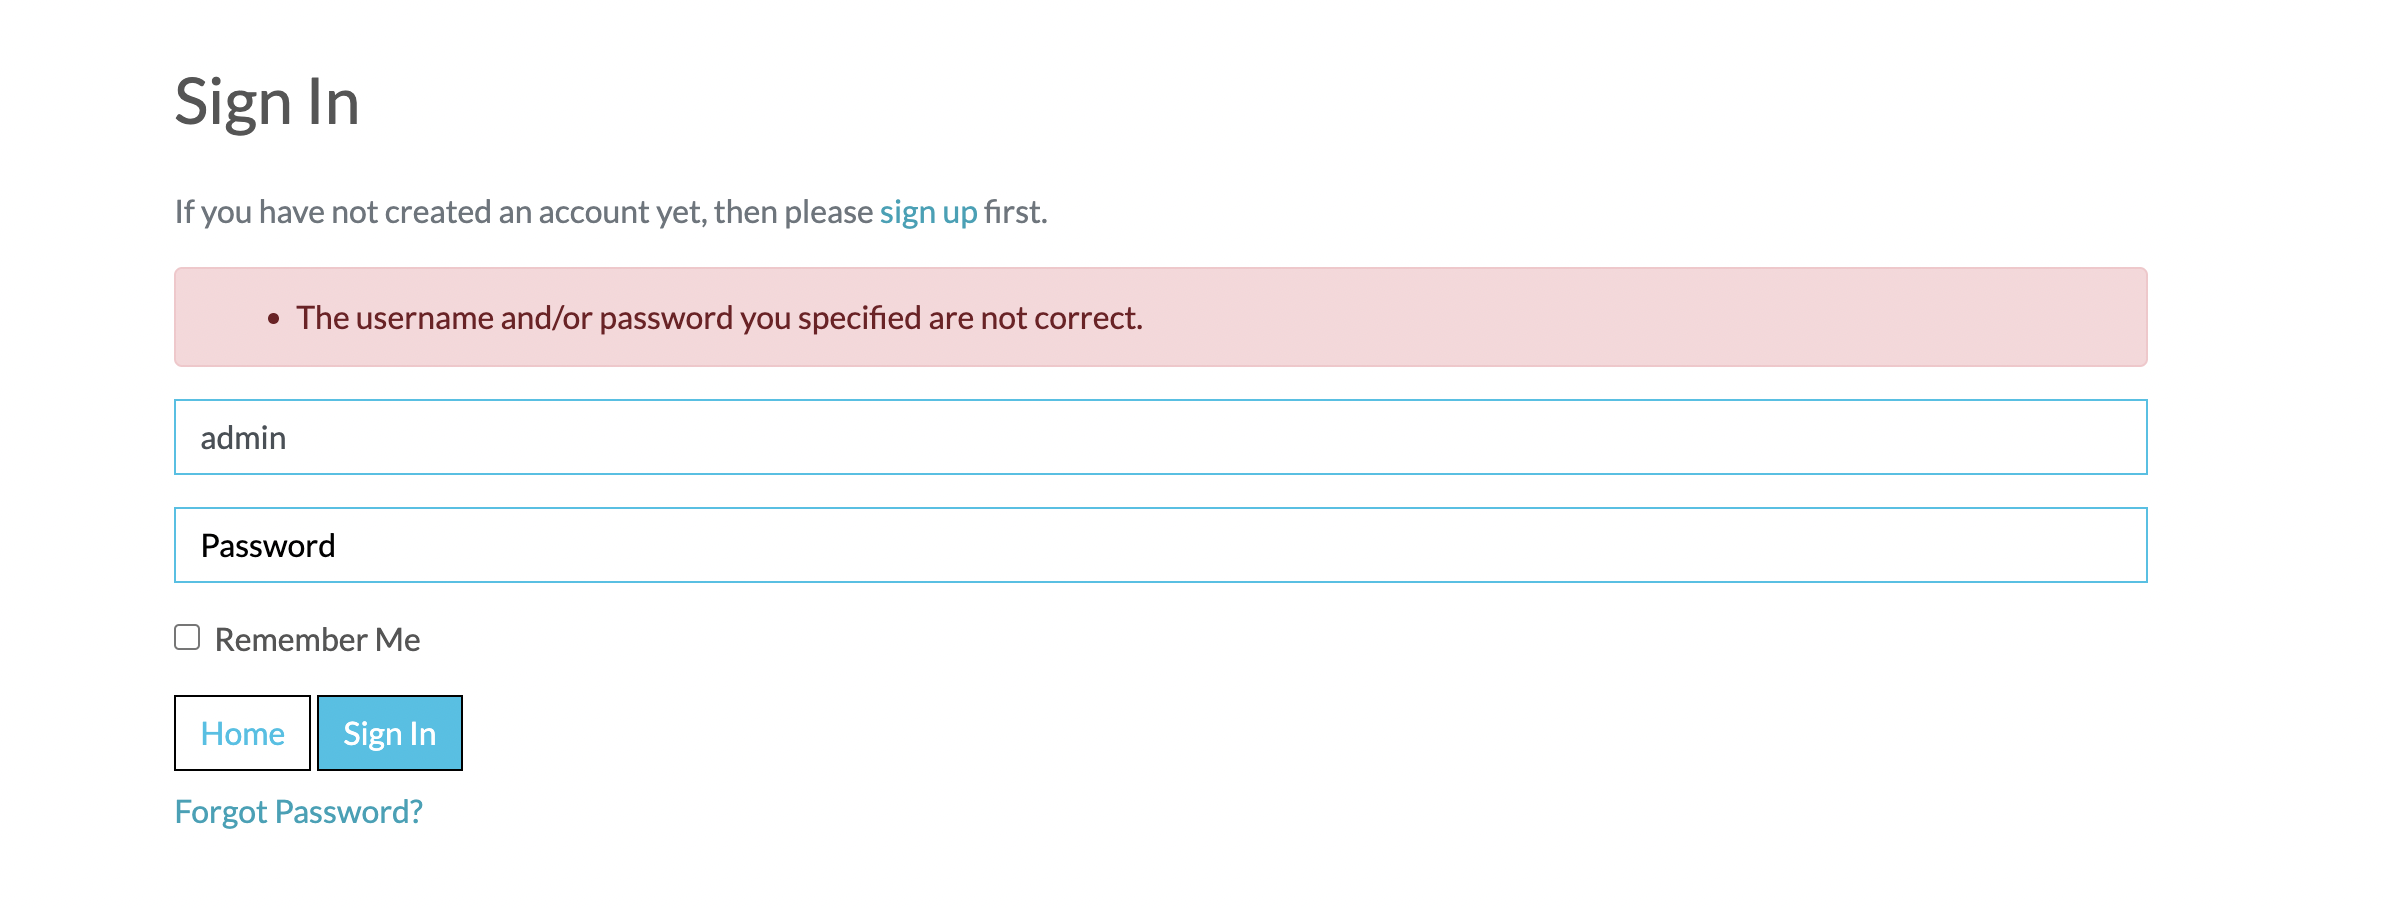 Sign In
If you have not created an account yet, then please sign up first.
• The username and/or password you specified are not correct.
admin
Password
Remember Me
Home Sign In
Forgot Password?